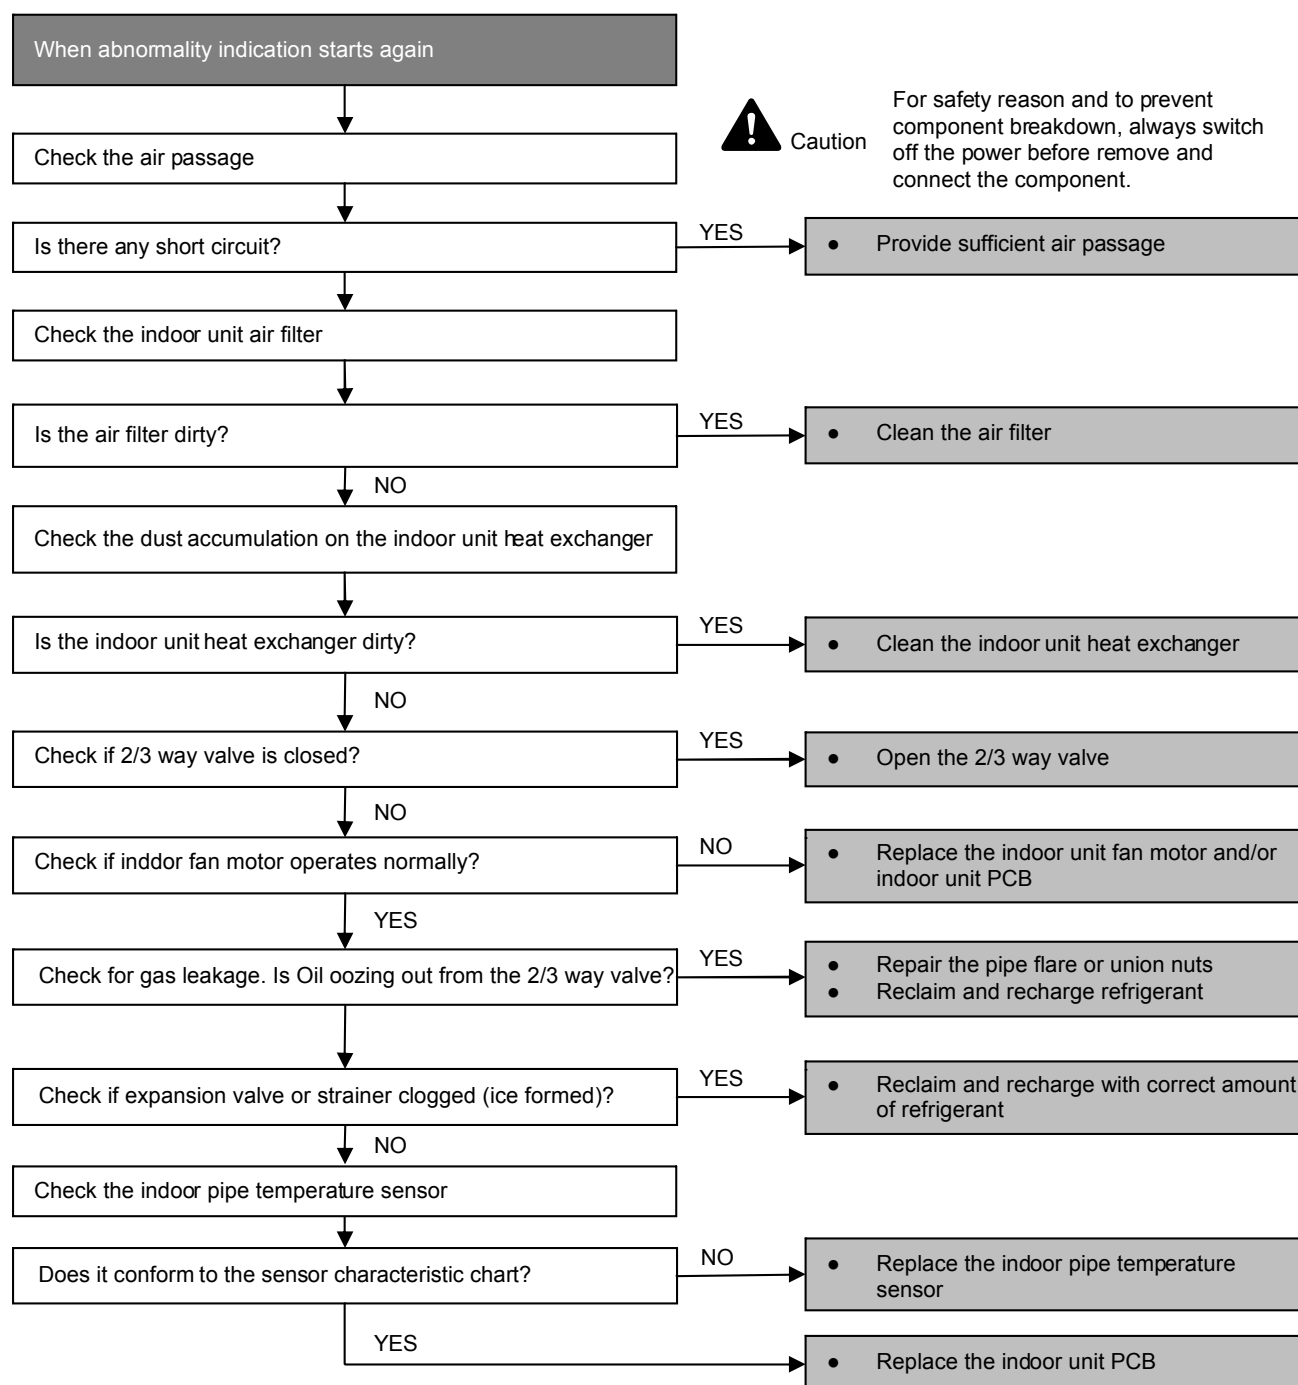 When abnormality indication starts again
For safety reason and to prevent
component breakdown, always switch
off the power before remove and
connect the component.
Caution
Check the air passage
Is there any short circuit?
YES
● Provide sufficient air passage
Check the indoor unit air filter
Is the air filter dirty?
YES
● Clean the air filter
NO
Check the dust accumulation on the indoor unit heat exchanger
Is the indoor unit heat exchanger dirty?
YES
● Clean the indoor unit heat exchanger
NO
Check if 2/3 way valve is closed?
YES
● Open the 2/3 way valve
NO
Check if inddor fan motor operates normally?
NO
● Replace the indoor unit fan motor and/or
indoor unit PCB
YES
Check for gas leakage. Is Oil oozing out from the 2/3 way valve?
YES
● Repair the pipe flare or union nuts
● Reclaim and recharge refrigerant
Check if expansion valve or strainer clogged (ice formed)?
YES
● Reclaim and recharge with correct amount
of refrigerant
NO
Check the indoor pipe temperature sensor
Does it conform to the sensor characteristic chart?
NO
● Replace the indoor pipe temperature
sensor
YES
● Replace the indoor unit PCB